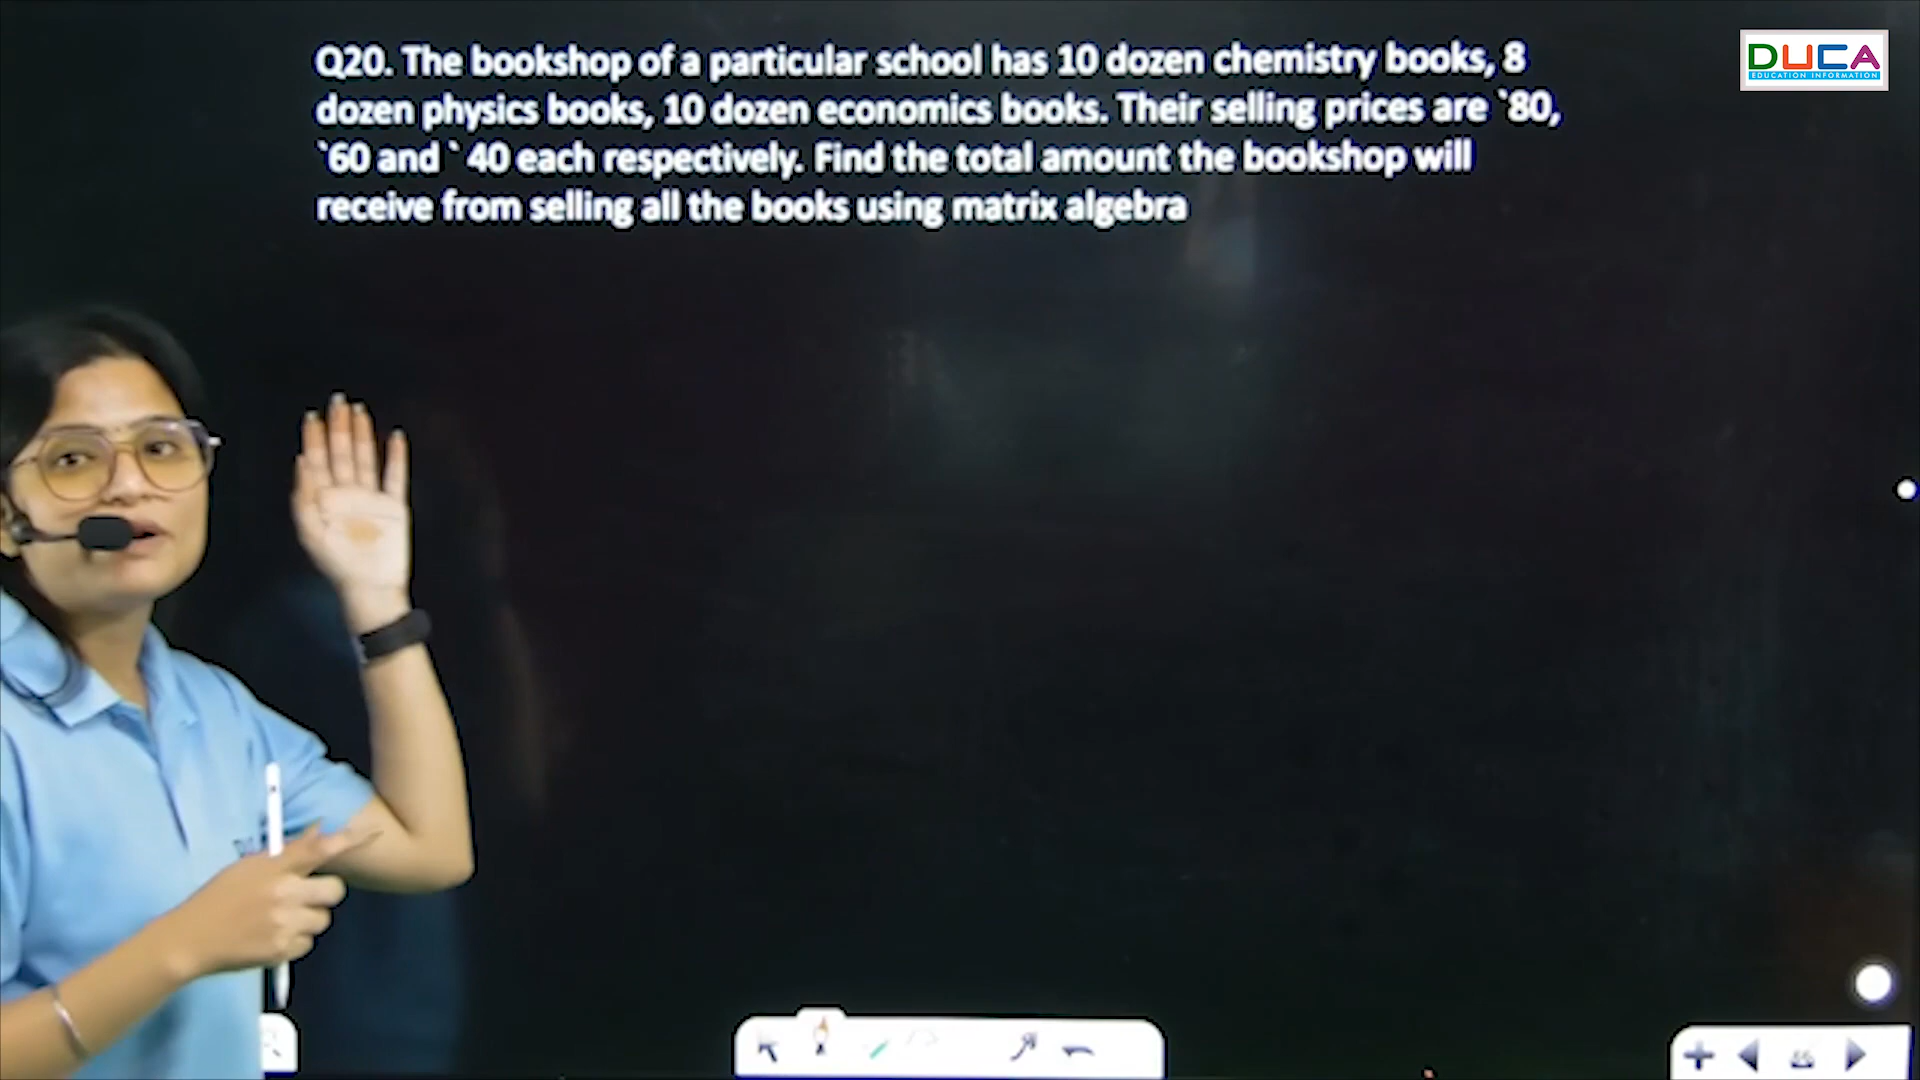 Q20. The bookshop of a particular school has 10 dozen chemistry books, 8
dozen physics books, 10 dozen economics books. Their selling prices are `80,
`60 and ` 40 each respectively. Find the total amount the bookshop will
receive from selling all the books using matrix algebra
DUCA
EDUCATION INFORMATION